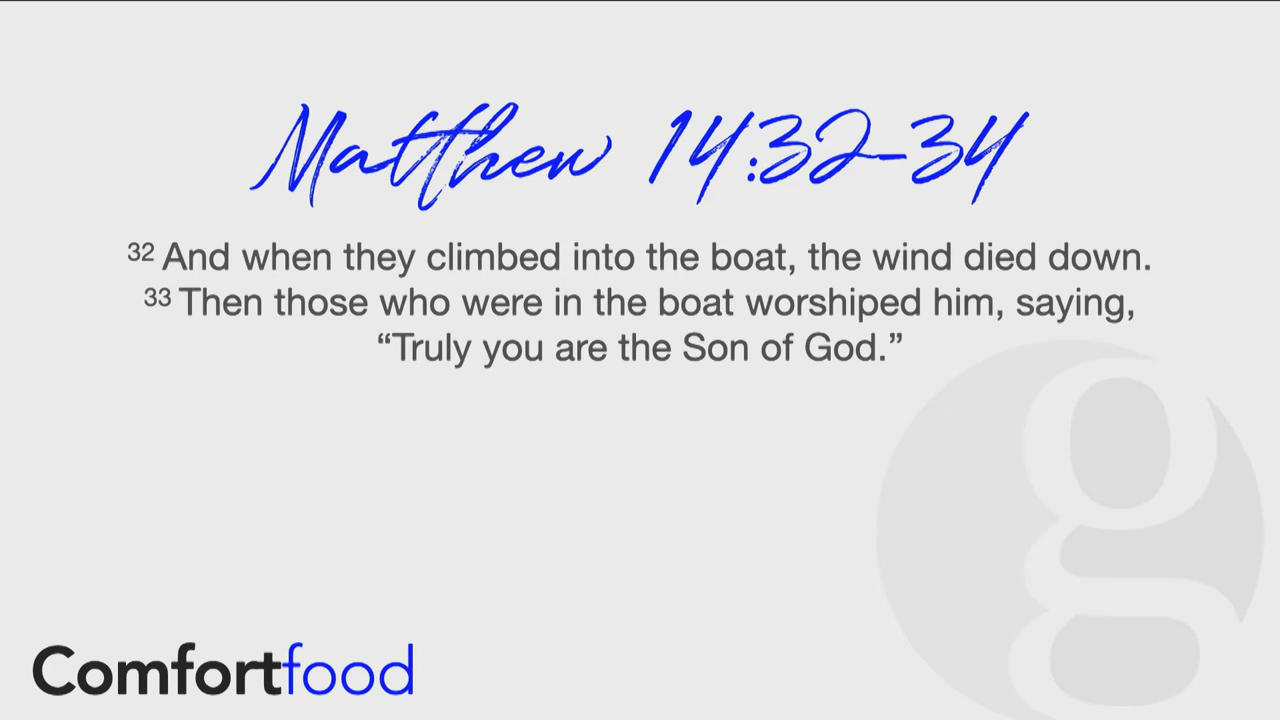 Matthew 14:32-34
32 And when they climbed into the boat, the wind died down.
33 Then those who were in the boat worshiped him, saying,
“Truly you are the Son of God.”
g
Comfortfood